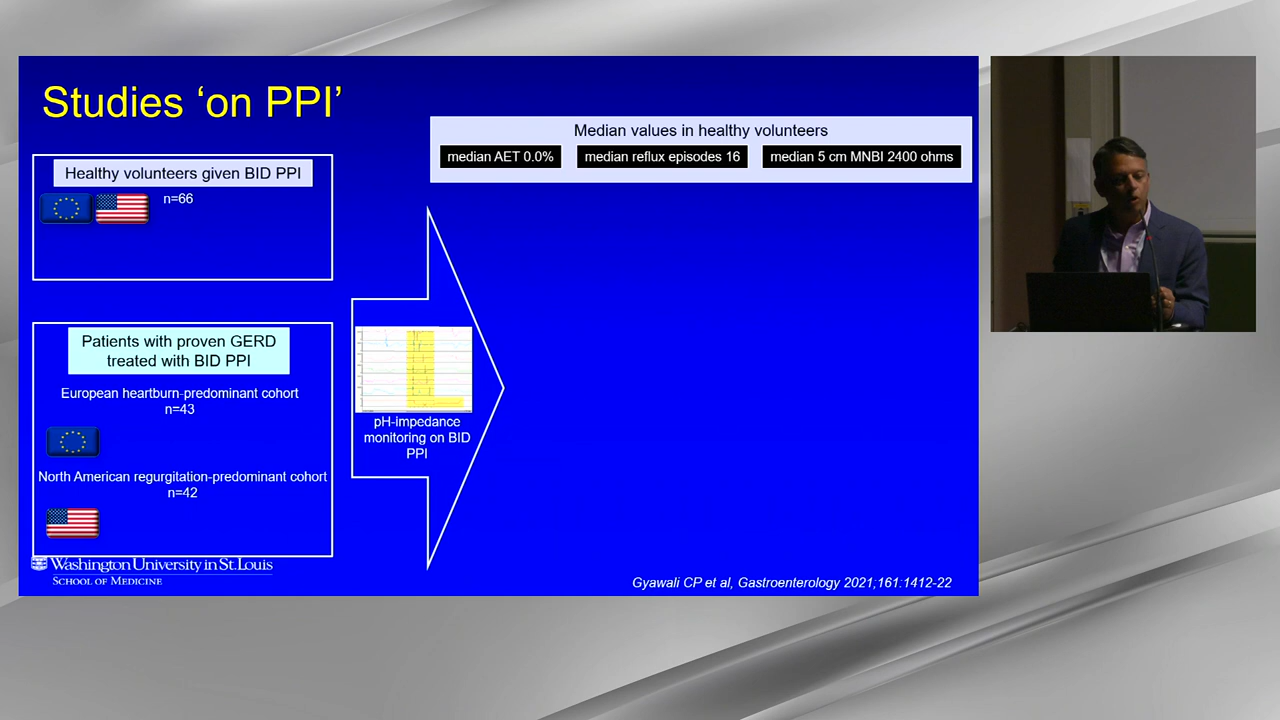 Studies ‘on PPI’
Median values in healthy volunteers
median AET 0.0%
median reflux episodes 16
median 5 cm MNBI 2400 ohms
Healthy volunteers given BID PPI
n=66
Patients with proven GERD
treated with BID PPI
European heartburn-predominant cohort
n=43
North American regurgitation-predominant cohort
n=42
pH-impedance
monitoring on BID
PPI
Washington University in St. Louis
SCHOOL OF MEDICINE
Gyawali CP et al, Gastroenterology 2021;161:1412-22